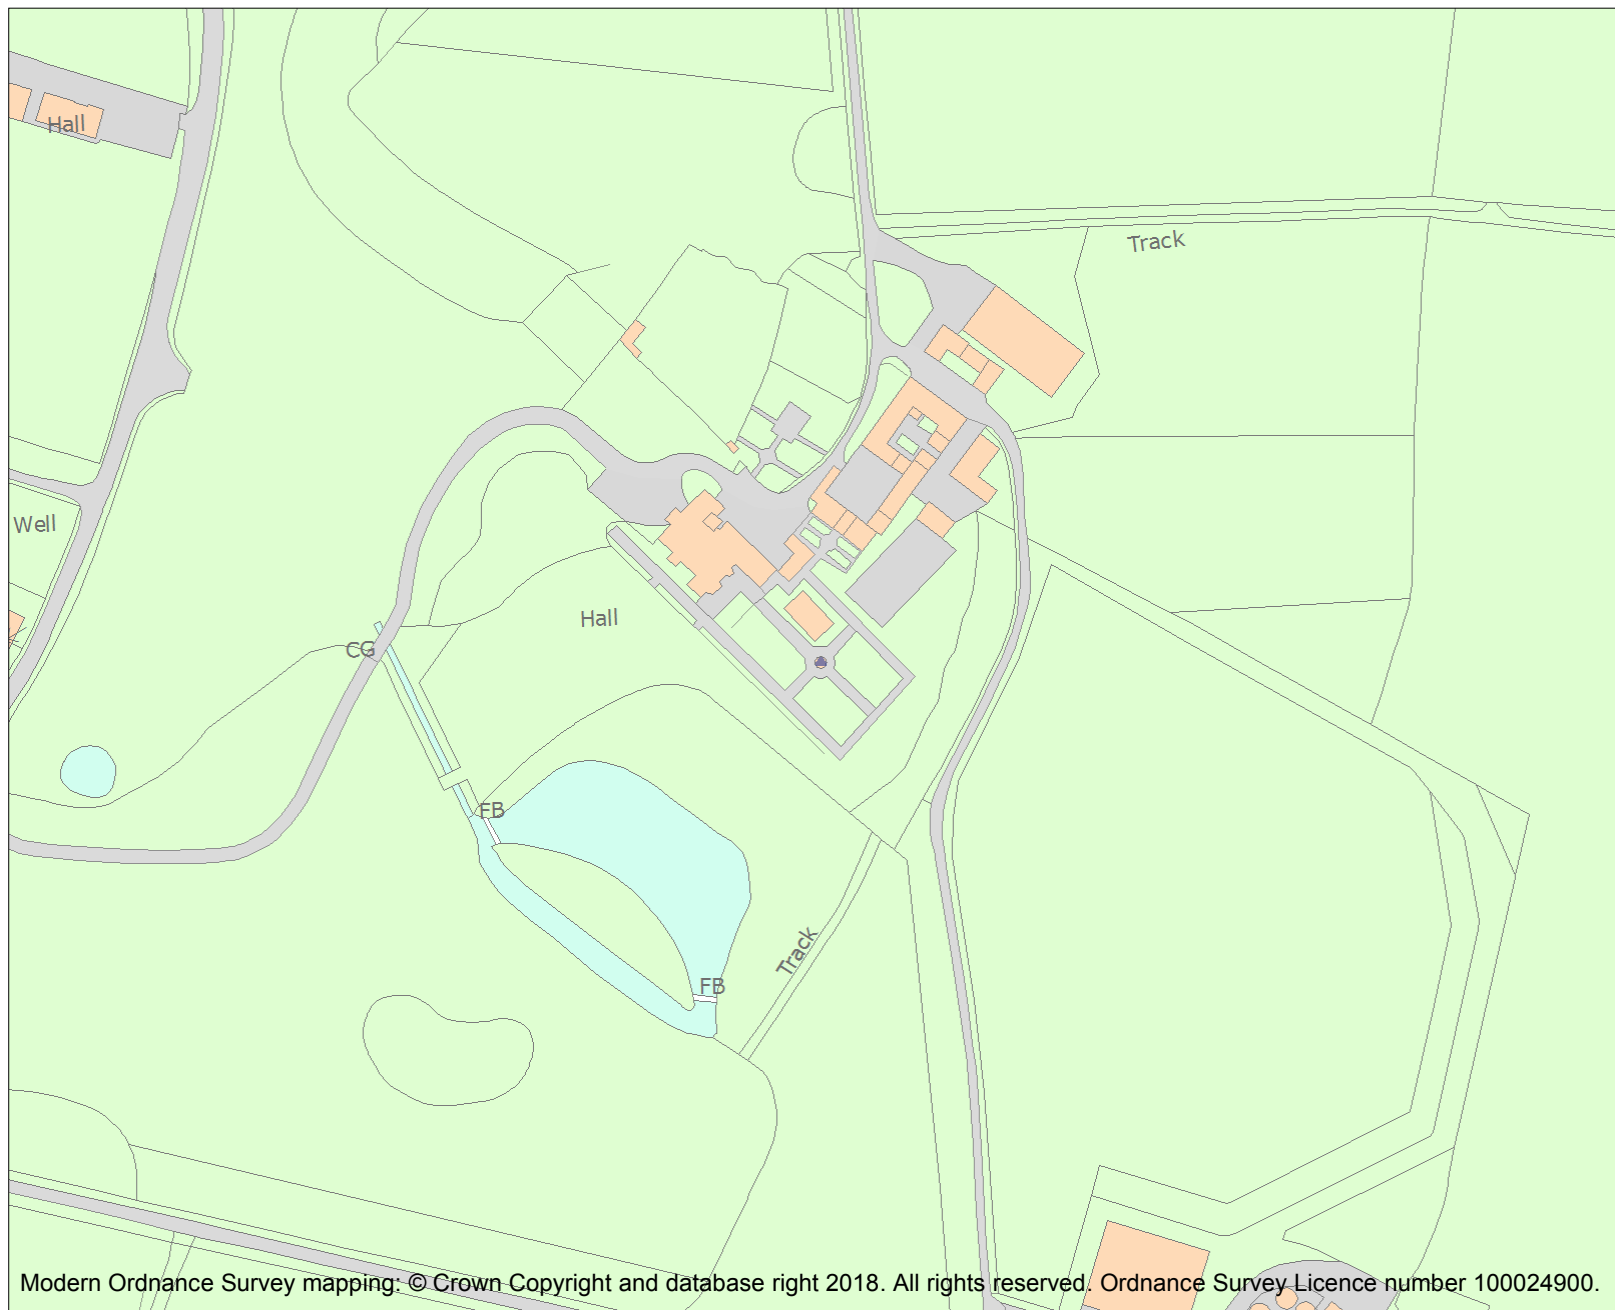 Hall
Track
Well
Hall
CG
FB
Track
FB
Modern Ordnance Survey mapping: © Crown Copyright and database right 2018. All rights reserved. Ordnance Survey Licence number 100024900.